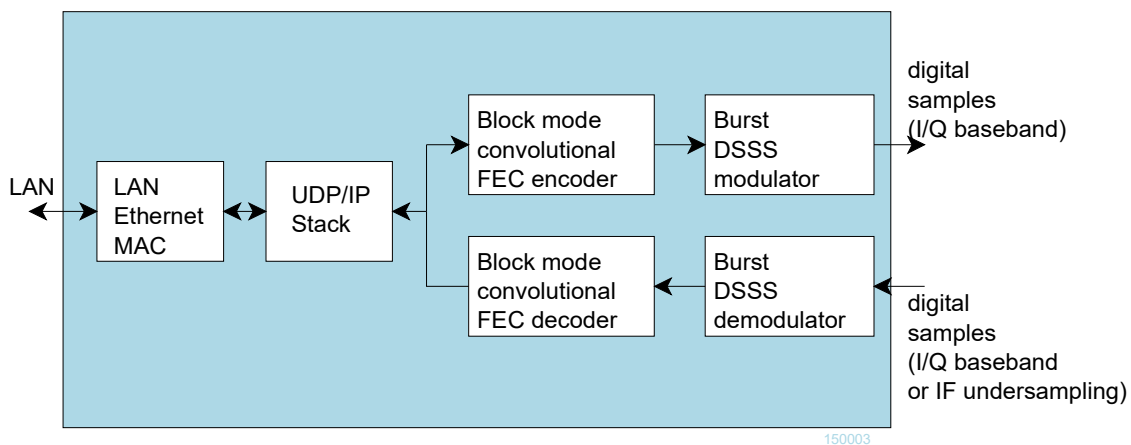 LAN
LAN
Ethernet
MAC
UDP/IP
Stack
Block mode
convolutional
FEC encoder
Burst
DSSS
modulator
digital
samples
(I/Q baseband)
Block mode
convolutional
FEC decoder
Burst
DSSS
demodulator
digital
samples
(I/Q baseband
or IF undersampling)
150003